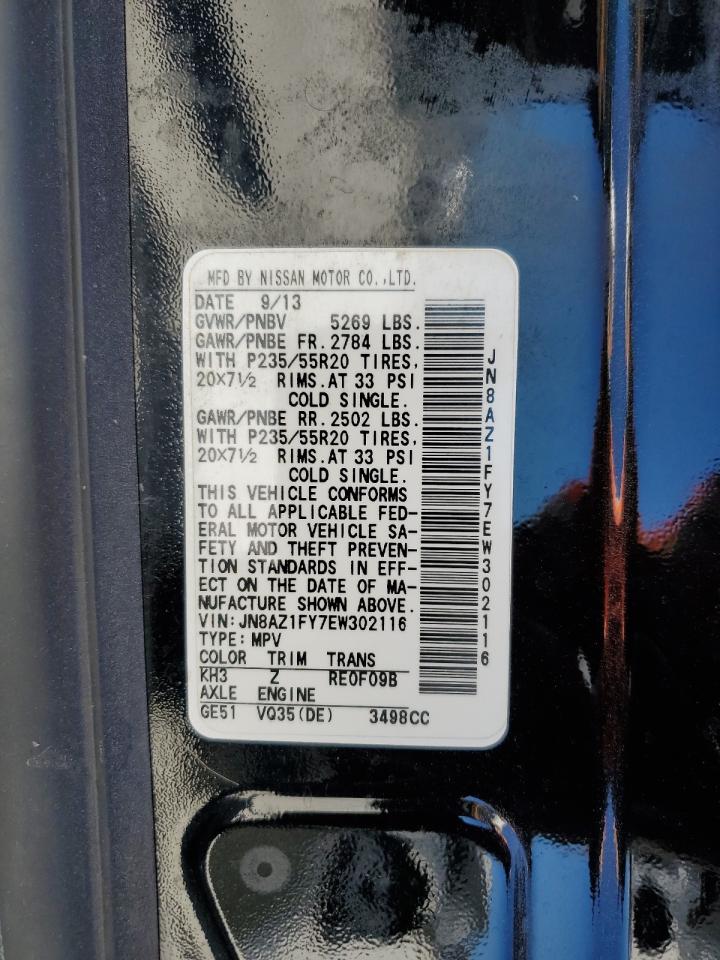 MFD BY NISSAN MOTOR CO.,LTD.
DATE 9/13
GVWR/PNBV 5269 LBS.
GAWR/PNBE FR.2784 LBS.
WITH P235/55R20 TIRES,
20×7½ RIMS.AT 33 PSI
COLD SINGLE.
GAWR/PNBE RR.2502 LBS.
WITH P235/55R20 TIRES,
20×7½ RIMS.AT 33 PSI
COLD SINGLE.
THIS VEHICLE CONFORMS
TO ALL APPLICABLE FED-
ERAL MOTOR VEHICLE SA-
FETY AND THEFT PREVEN-
TION STANDARDS IN EFF-
ECT ON THE DATE OF MA-
NUFACTURE SHOWN ABOVE.
VIN:JN8AZ1FY7EW302116
TYPE:MPV
COLOR TRIM TRANS
KH3 Z RE0F09B
AXLE ENGINE
GE51 VQ35(DE) 3498CC
JN8AZ1FY7EW302116